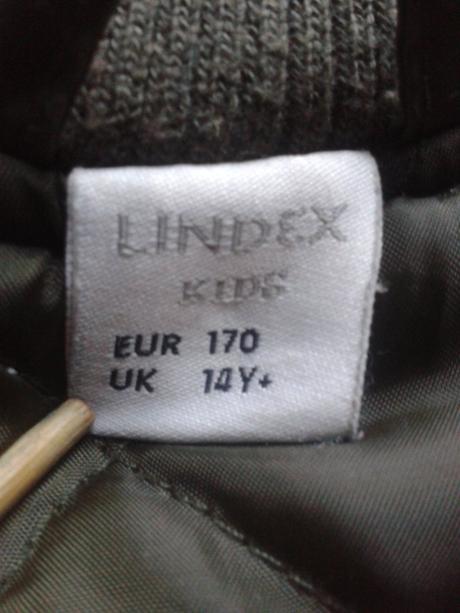 LINDEX
KIDS
EUR 170
UK 14Y+